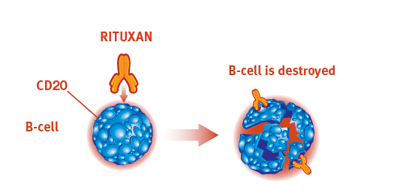 RITUXAN
B-cell is destroyed
CD20
B-cell